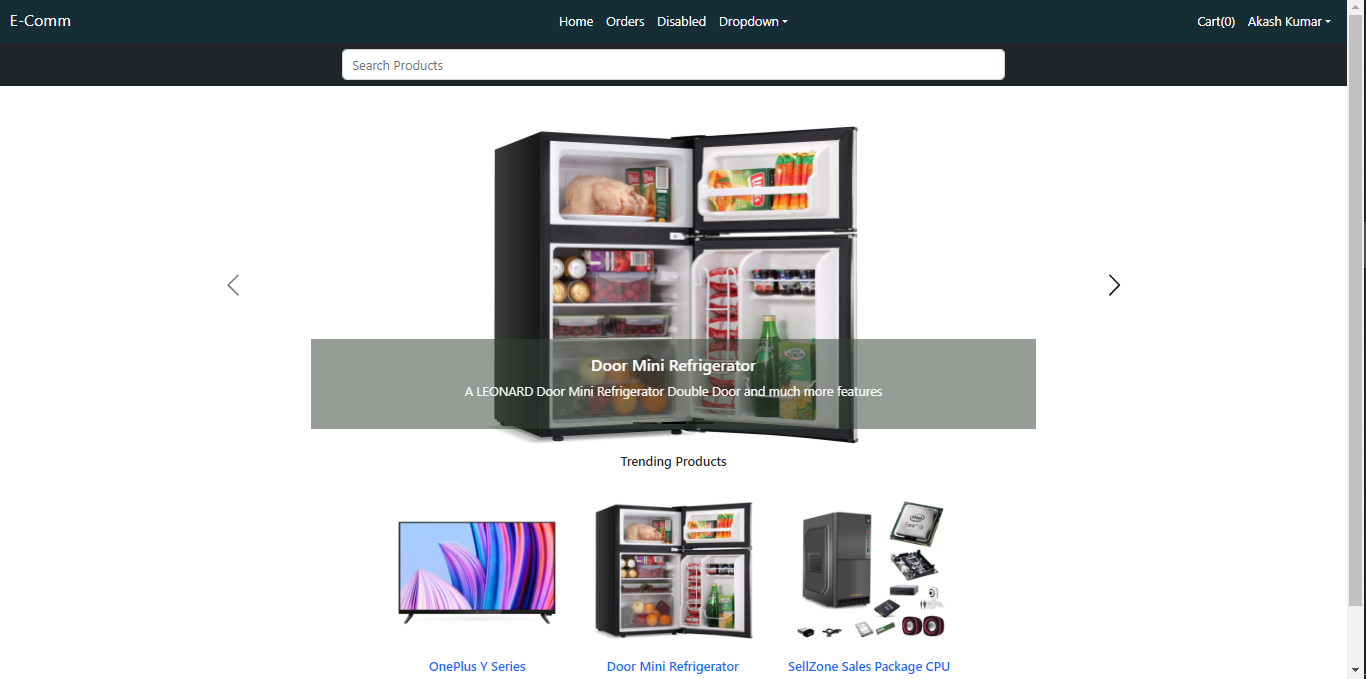 E-Comm Home Orders Disabled Dropdown Cart(0) Akash Kumar
Search Products
Door Mini Refrigerator
A LEONARD Door Mini Refrigerator Double Door and much more features
Trending Products
intel
OnePlus Y Series Door Mini Refrigerator SellZone Sales Package CPU